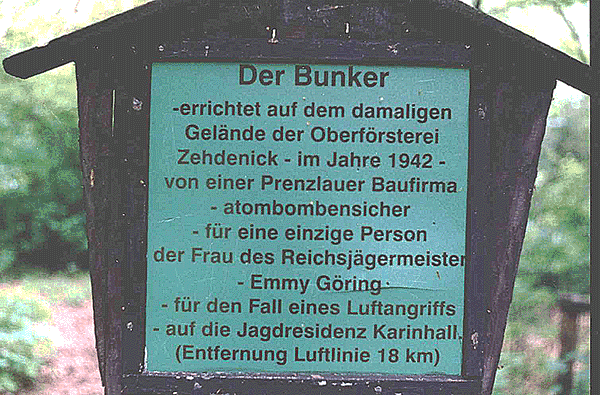 Der Bunker
-errichtet auf dem damaligen
Gelände der Oberförsterei
Zehdenick - im Jahre 1942 -
von einer Prenzlauer Baufirma
- atombombensicher
- für eine einzige Person
der Frau des Reichsjägermeister
- Emmy Göring
- für den Fall eines Luftangriffs
- auf die Jagdresidenz Karinhall.
(Entfernung Luftlinie 18 km)